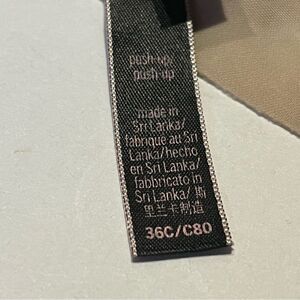 push-up/
push-up
made in
Sri Lanka/
fabriqué au Sri
Lanka/hecho
en Sri Lanka/
fabbricato in
Sri Lanka/ 斯
里兰卡制造
36C/C80